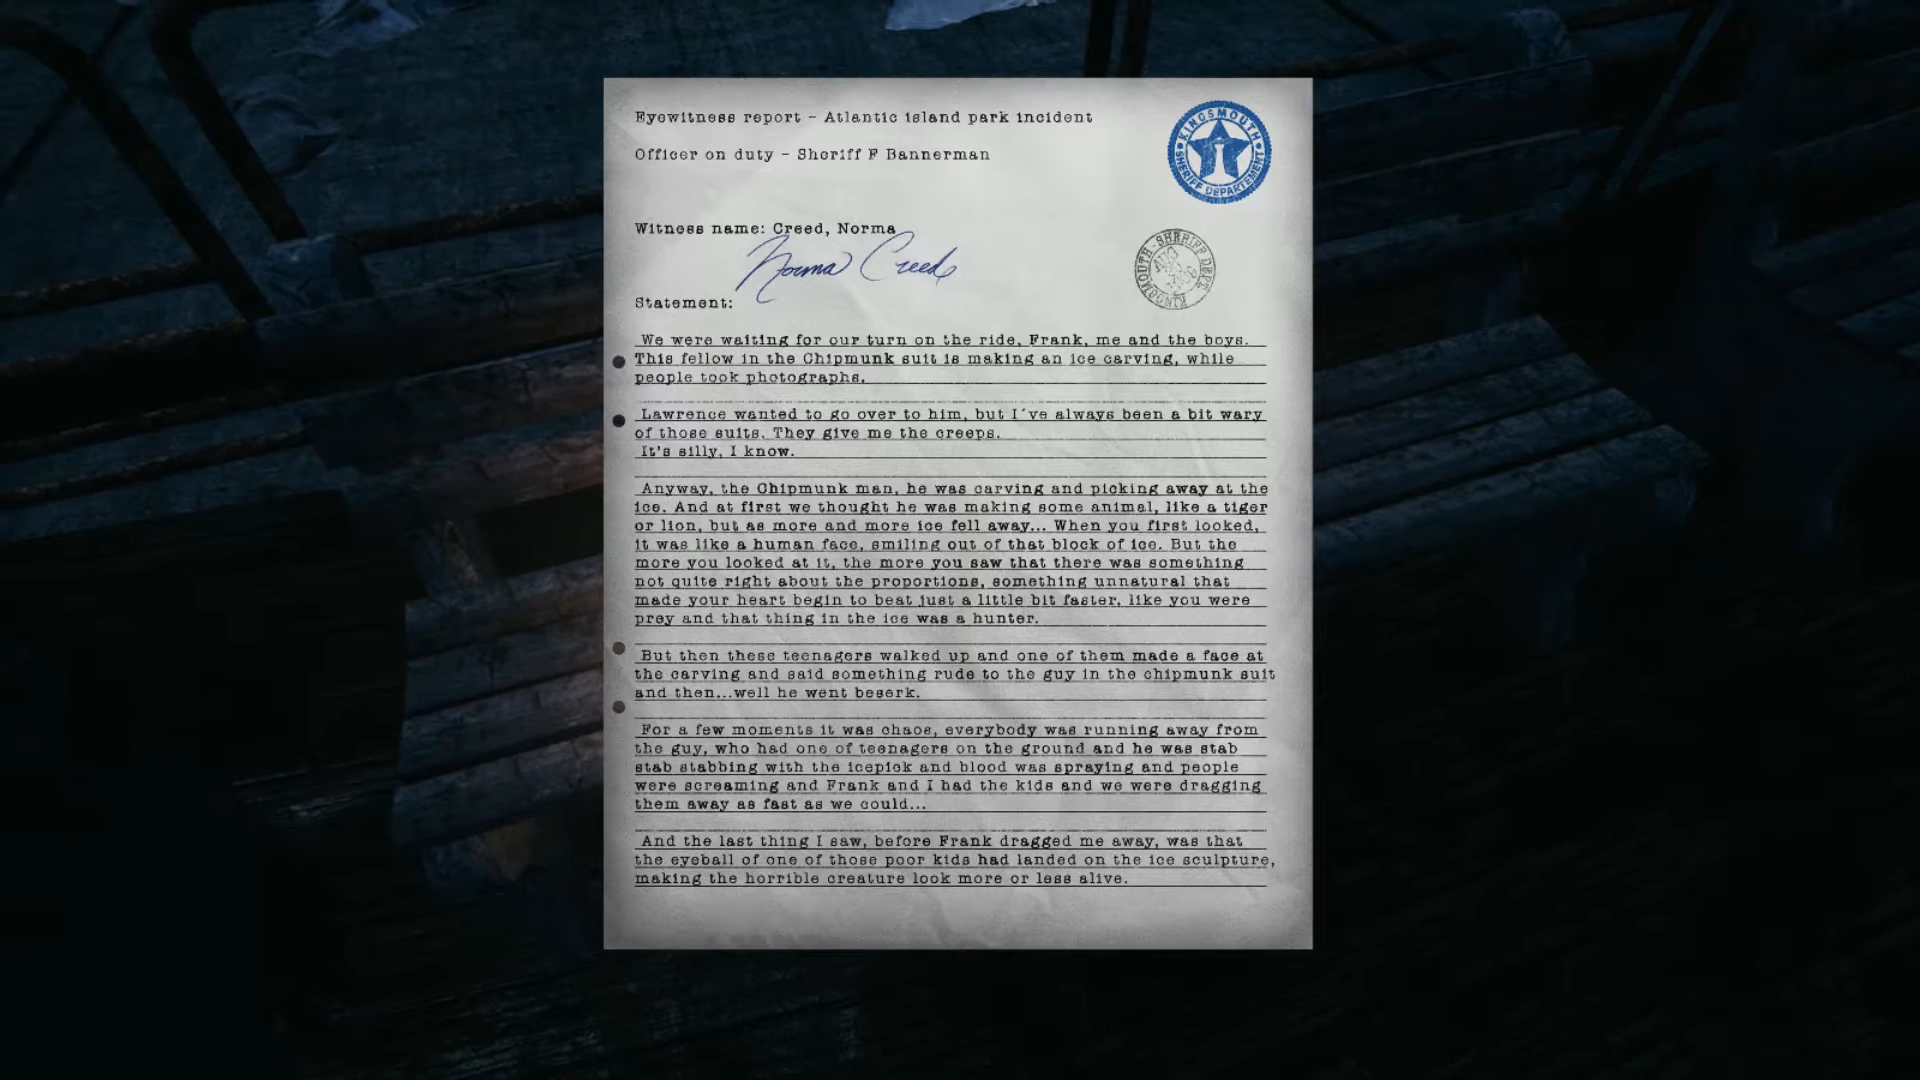 Eyewitness report - Atlantic island park incident
KINGSMOUTH
SHERIFF DEPARTEMENT
Officer on duty - Sheriff F Bannerman
Witness name: Creed, Norma
Norma Creed
KINGSMOUTH - SHERIFF DEPT.
AUG
Statement:
We were waiting for our turn on the ride, Frank, me and the boys.
This fellow in the Chipmunk suit is making an ice carving, while
people took photographs.
Lawrence wanted to go over to him, but I´ve always been a bit wary
of those suits. They give me the creeps.
It's silly, I know.
Anyway, the Chipmunk man, he was carving and picking away at the
ice. And at first we thought he was making some animal, like a tiger
or lion, but as more and more ice fell away... When you first looked,
it was like a human face, smiling out of that block of ice. But the
more you looked at it, the more you saw that there was something
not quite right about the proportions, something unnatural that
made your heart begin to beat just a little bit faster, like you were
prey and that thing in the ice was a hunter.
But then these teenagers walked up and one of them made a face at
the carving and said something rude to the guy in the chipmunk suit
and then...well he went beserk.
For a few moments it was chaos, everybody was running away from
the guy, who had one of teenagers on the ground and he was stab
stab stabbing with the icepick and blood was spraying and people
were screaming and Frank and I had the kids and we were dragging
them away as fast as we could...
And the last thing I saw, before Frank dragged me away, was that
the eyeball of one of those poor kids had landed on the ice sculpture,
making the horrible creature look more or less alive.